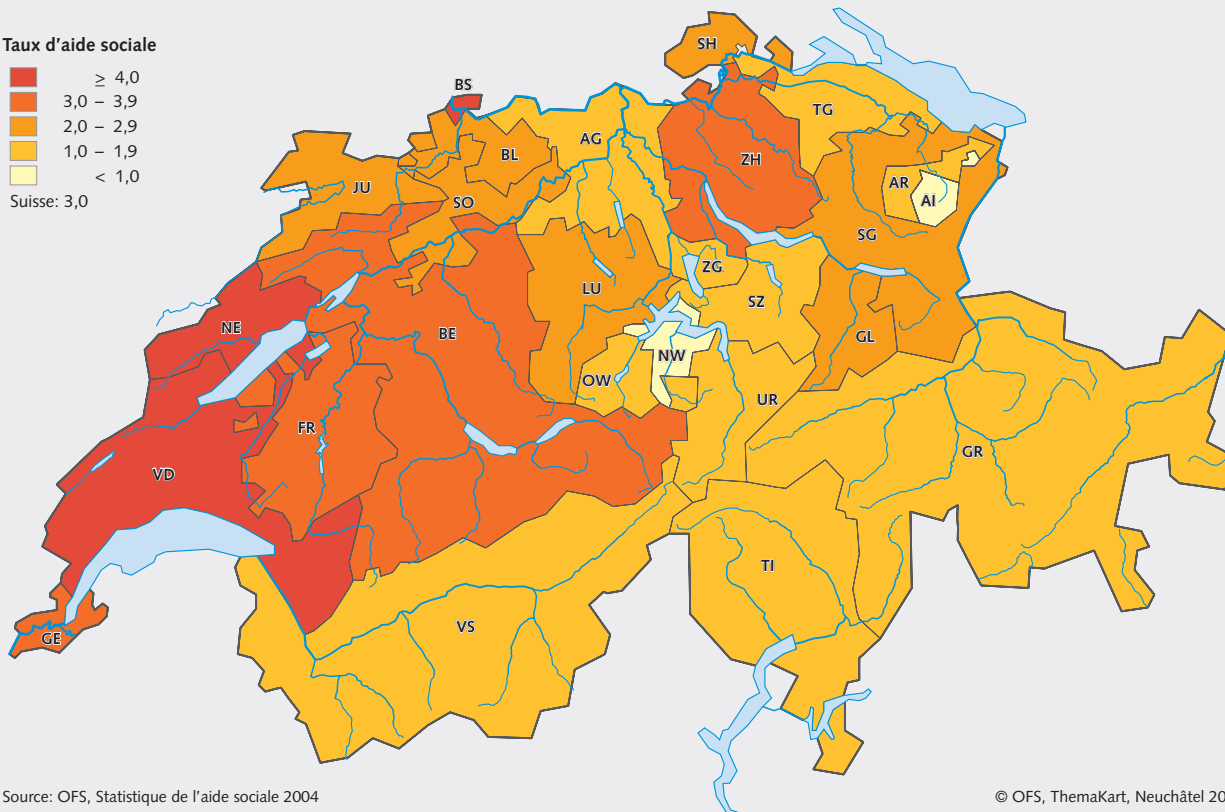 Taux d'aide sociale
≥ 4,0
3,0 – 3,9
2,0 – 2,9
1,0 – 1,9
< 1,0
Suisse: 3,0
SH
BS
TG
AG
BL
ZH
JU
AR
AI
SO
SG
ZG
LU
SZ
NE
BE
GL
NW
OW
UR
FR
GR
VD
TI
VS
GE
Source: OFS, Statistique de l'aide sociale 2004
© OFS, ThemaKart, Neuchâtel 20